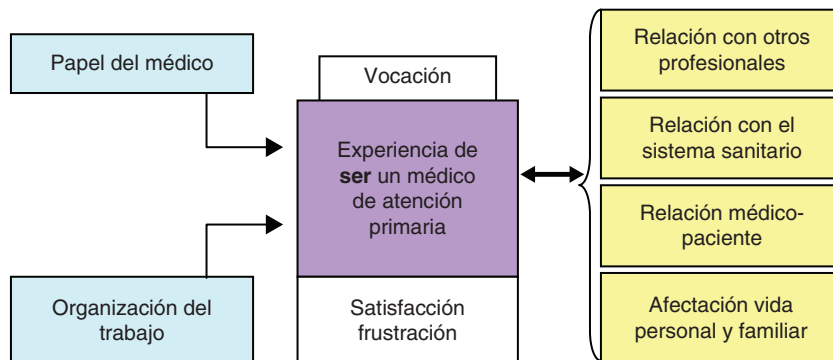 Papel del médico
Organización del
trabajo
Vocación
Experiencia de
ser un médico
de atención
primaria
Satisfacción
frustración
Relación con otros
profesionales
Relación con el
sistema sanitario
Relación médico-
paciente
Afectación vida
personal y familiar